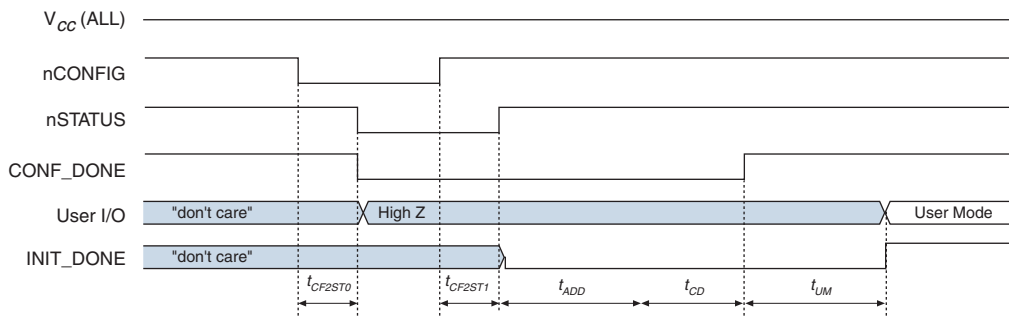 VCC (ALL)
nCONFIG
nSTATUS
CONF_DONE
User I/O "don't care" High Z User Mode
INIT_DONE "don't care"
tCF2ST0 tCF2ST1 tADD tCD tUM